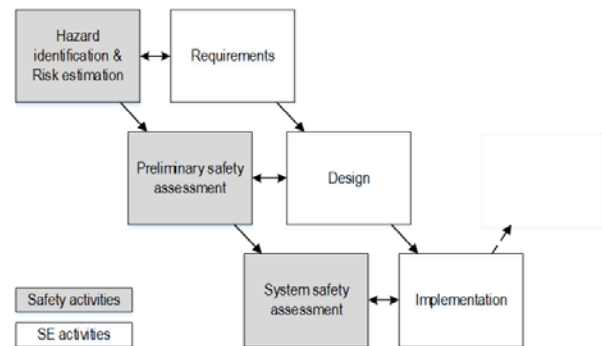 Hazard
identification &
Risk estimation
Requirements
Preliminary safety
assessment
Design
System safety
assessment
Implementation
Safety activities
SE activities